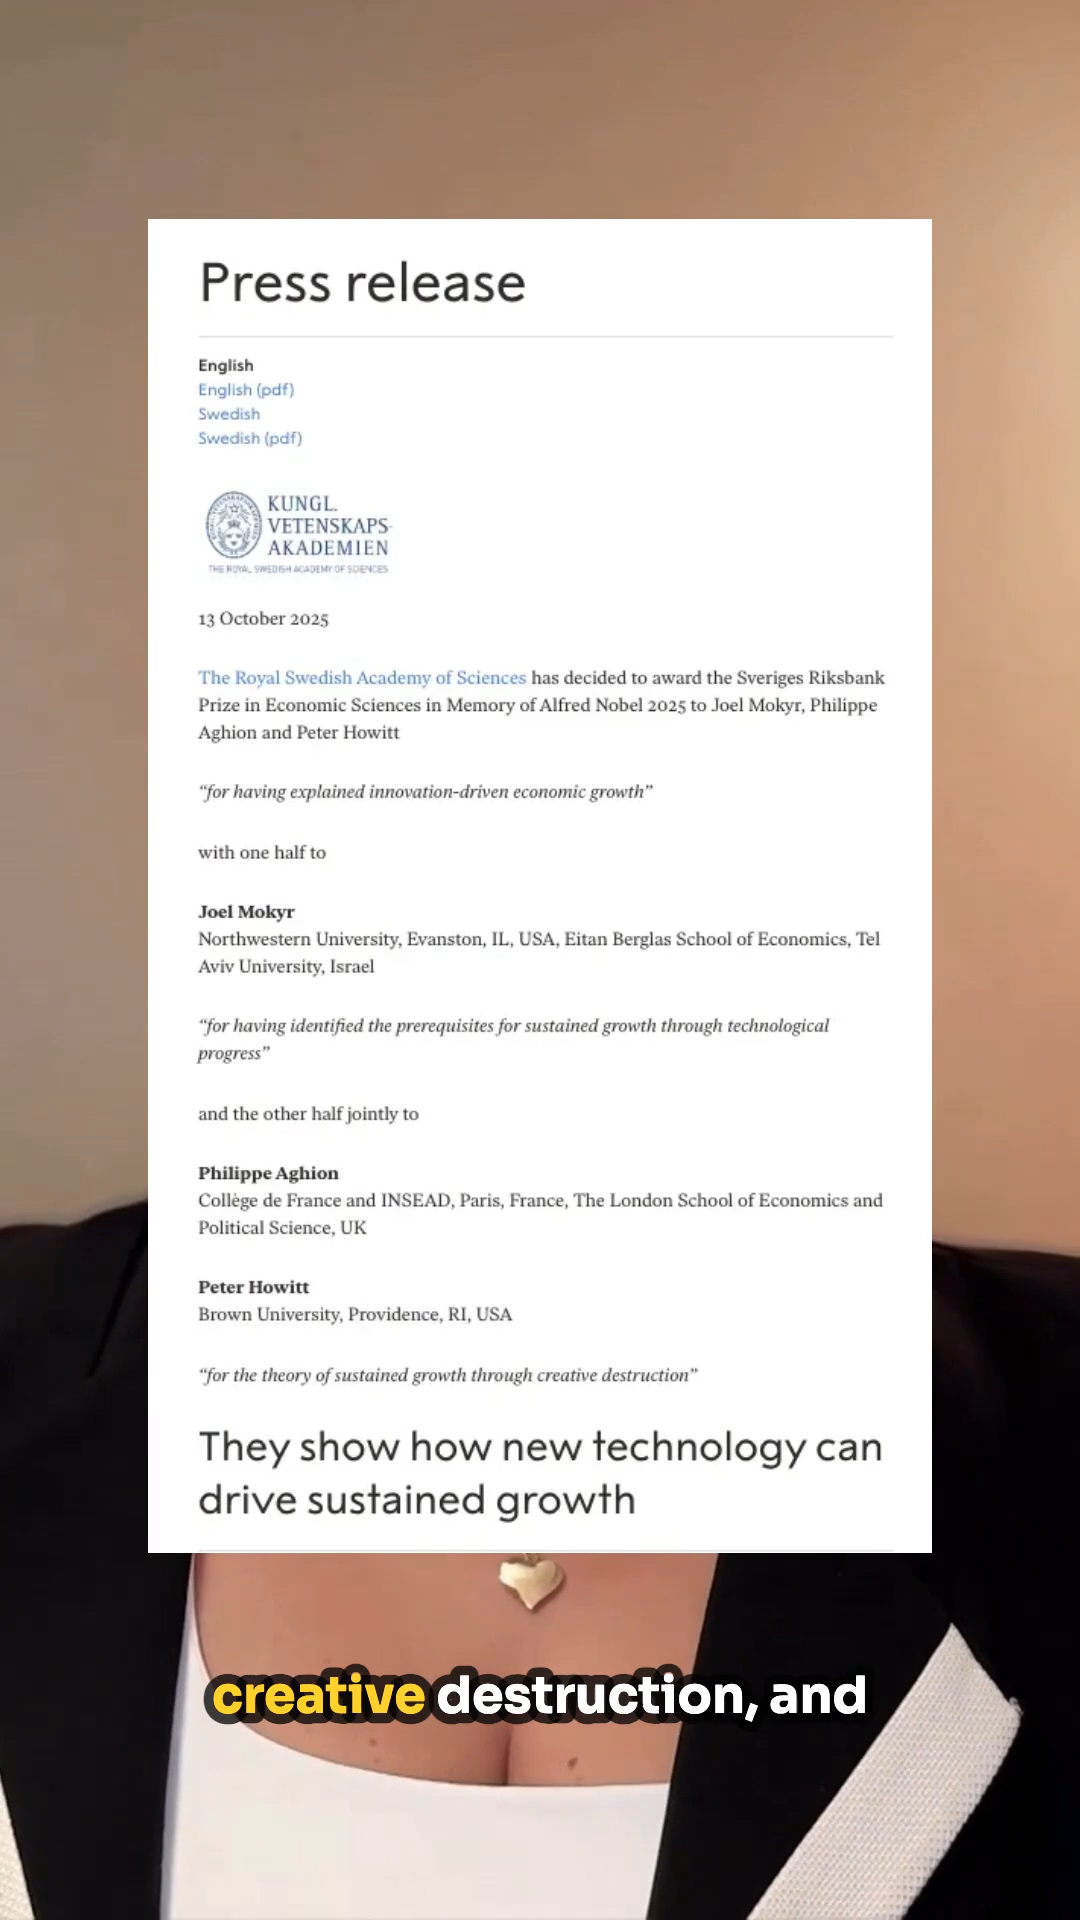 Press release
English
English (pdf)
Swedish
Swedish (pdf)
KUNGL.
VETENSKAPS-
AKADEMIEN
THE ROYAL SWEDISH ACADEMY OF SCIENCES
13 October 2025
The Royal Swedish Academy of Sciences has decided to award the Sveriges Riksbank
Prize in Economic Sciences in Memory of Alfred Nobel 2025 to Joel Mokyr, Philippe
Aghion and Peter Howitt
“for having explained innovation-driven economic growth”
with one half to
Joel Mokyr
Northwestern University, Evanston, IL, USA, Eitan Berglas School of Economics, Tel
Aviv University, Israel
“for having identified the prerequisites for sustained growth through technological
progress”
and the other half jointly to
Philippe Aghion
Collège de France and INSEAD, Paris, France, The London School of Economics and
Political Science, UK
Peter Howitt
Brown University, Providence, RI, USA
“for the theory of sustained growth through creative destruction”
They show how new technology can
drive sustained growth
creative destruction, and